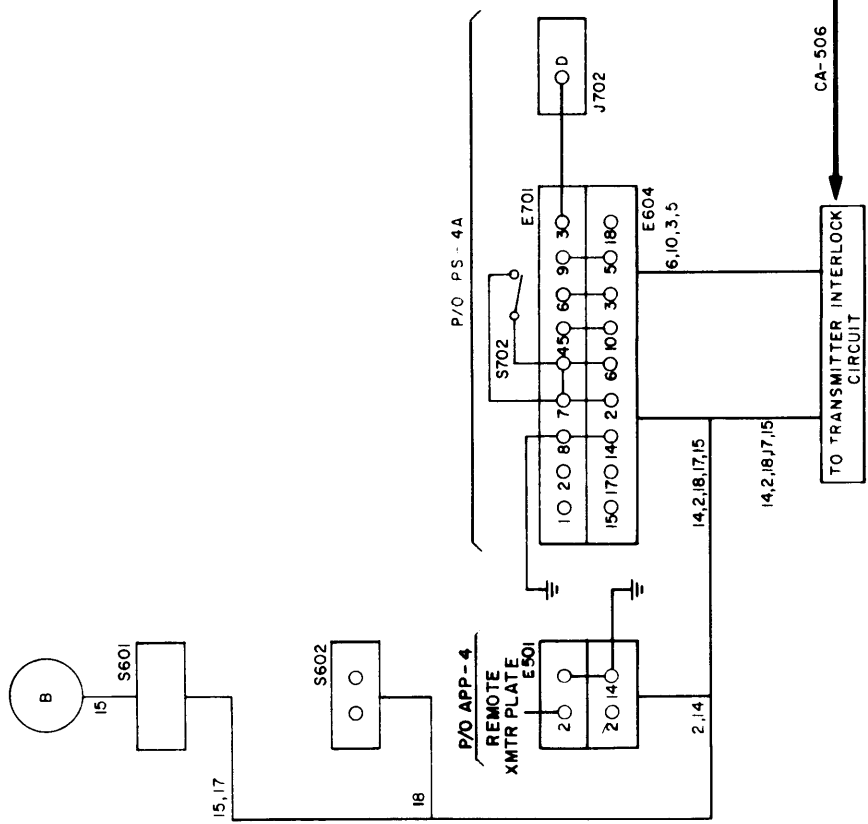 B
15
S601
15,17
S602
18
P/O APP-4
REMOTE
XMTR PLATE
E501
2
2 14
2,14
P/O PS-4A
S702
E701
1 2 8 7 45 6 9 3
15 17 14 2 6 10 3 5 18
E604
D
J702
6,10,3,5
14,2,18,17,15
14,2,18,17,15
CA-506
TO TRANSMITTER INTERLOCK
CIRCUIT